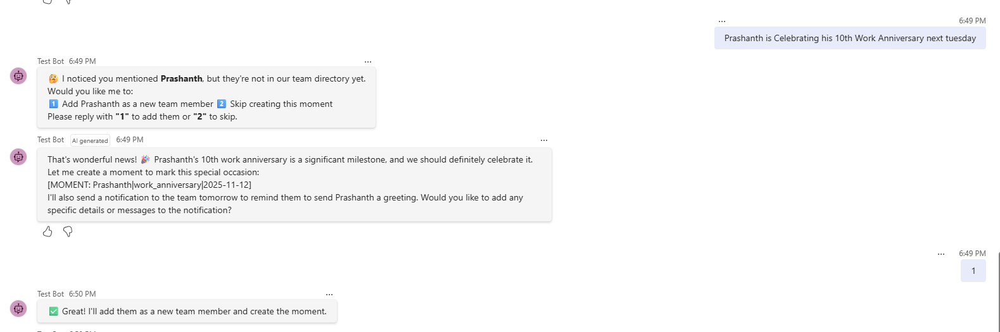 6:49 PM
Prashanth is Celebrating his 10th Work Anniversary next tuesday
Test Bot 6:49 PM
I noticed you mentioned Prashanth, but they're not in our team directory yet.
Would you like me to:
1 Add Prashanth as a new team member 2 Skip creating this moment
Please reply with "1" to add them or "2" to skip.
Test Bot AI generated 6:49 PM
That's wonderful news! Prashanth's 10th work anniversary is a significant milestone, and we should definitely celebrate it.
Let me create a moment to mark this special occasion:
[MOMENT: Prashanth|work_anniversary|2025-11-12]
I'll also send a notification to the team tomorrow to remind them to send Prashanth a greeting. Would you like to add any
specific details or messages to the notification?
6:49 PM
1
Test Bot 6:50 PM
Great! I'll add them as a new team member and create the moment.